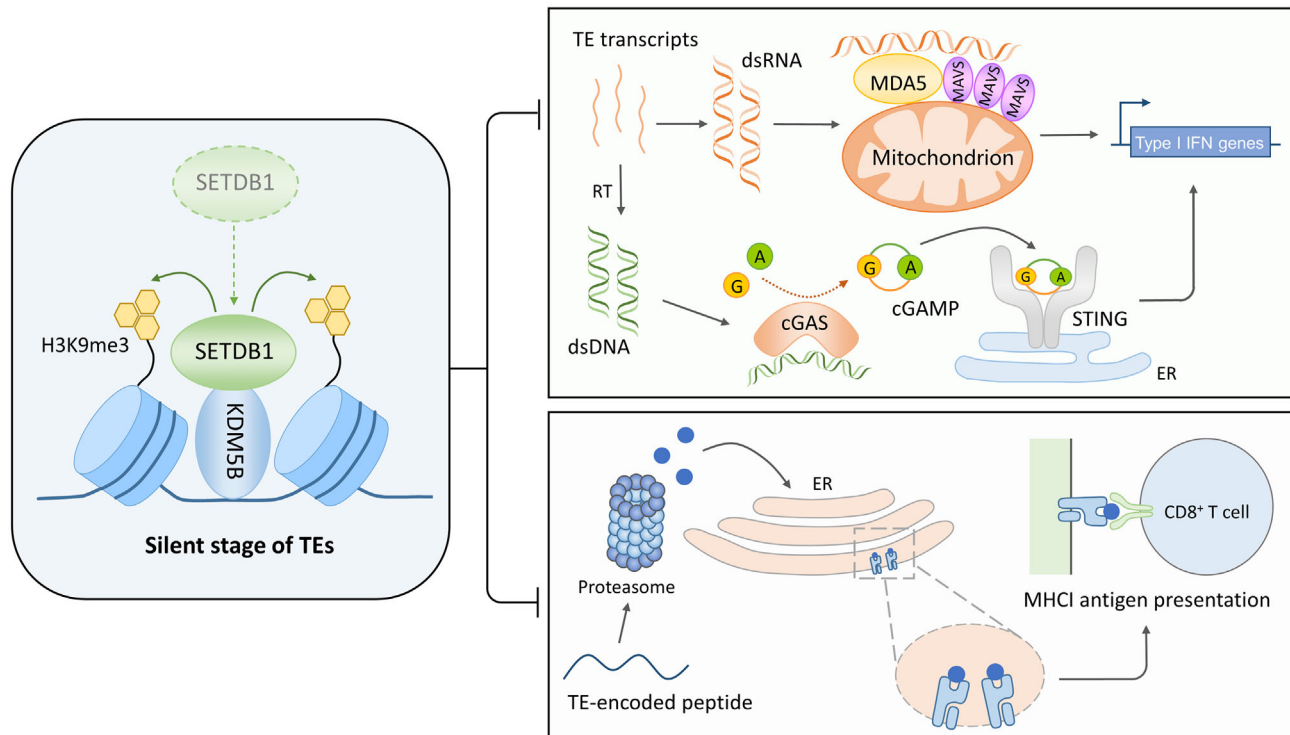 SETDB1
H3K9me3
SETDB1
KDM5B
Silent stage of TEs
TE transcripts
dsRNA
MDA5
MAVS
MAVS
MAVS
Mitochondrion
Type I IFN genes
RT
dsDNA
G
A
cGAS
G
A
cGAMP
G
A
STING
ER
Proteasome
TE-encoded peptide
ER
CD8⁺ T cell
MHCI antigen presentation